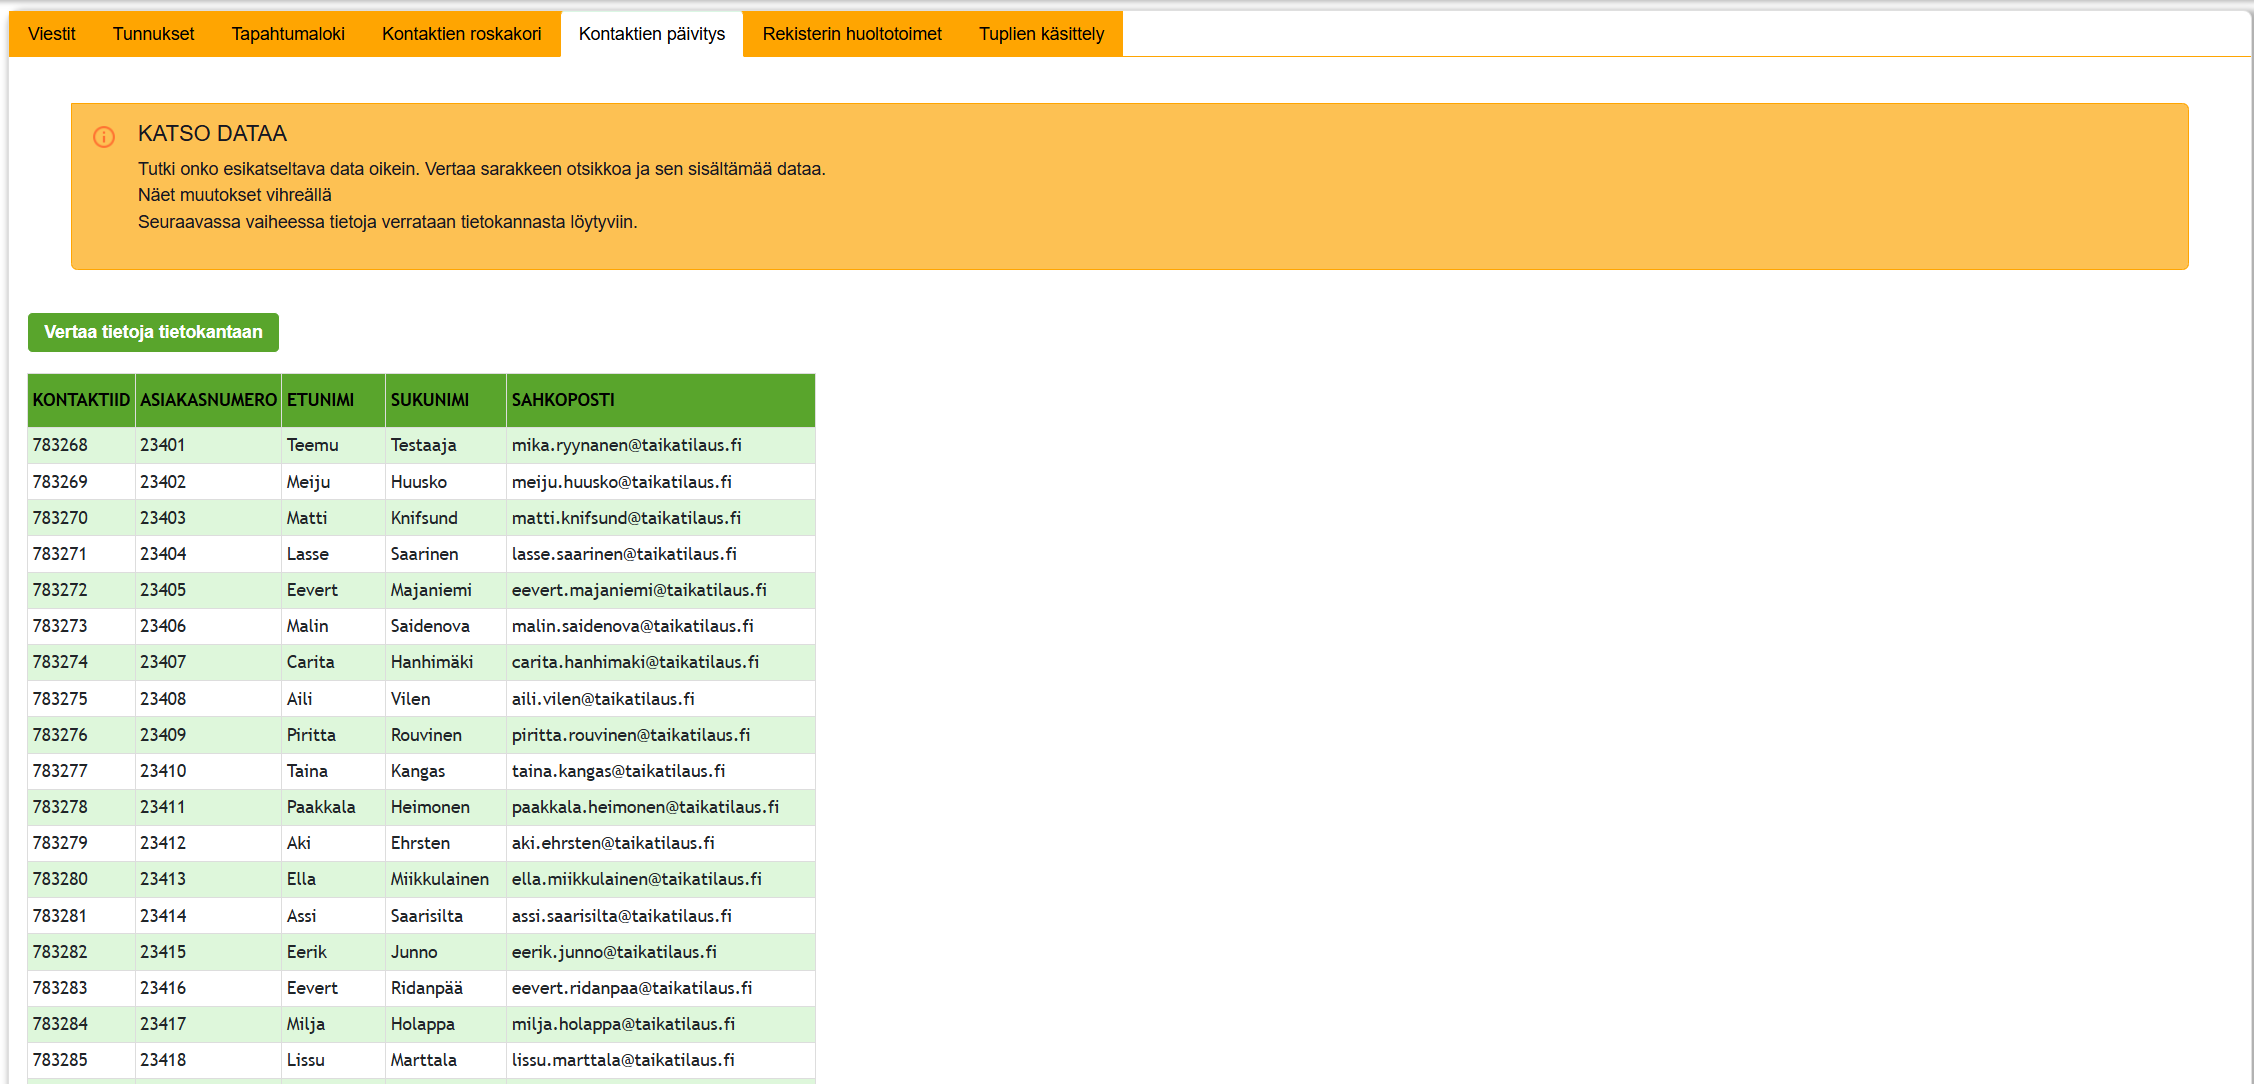 Viestit Tunnukset Tapahtumaloki Kontaktien roskakori Kontaktien päivitys Rekisterin huoltotoimet Tuplien käsittely
KATSO DATAA
Tutki onko esikatseltava data oikein. Vertaa sarakkeen otsikkoa ja sen sisältämää dataa.
Näet muutokset vihreällä
Seuraavassa vaiheessa tietoja verrataan tietokannasta löytyviin.
Vertaa tietoja tietokantaan
KONTAKTIID ASIAKASNUMERO ETUNIMI SUKUNIMI SAHKOPOSTI
783268 23401 Teemu Testaaja mika.ryynanen@taikatilaus.fi
783269 23402 Meiju Huusko meiju.huusko@taikatilaus.fi
783270 23403 Matti Knifsund matti.knifsund@taikatilaus.fi
783271 23404 Lasse Saarinen lasse.saarinen@taikatilaus.fi
783272 23405 Eevert Majaniemi eevert.majaniemi@taikatilaus.fi
783273 23406 Malin Saidenova malin.saidenova@taikatilaus.fi
783274 23407 Carita Hanhimäki carita.hanhimaki@taikatilaus.fi
783275 23408 Aili Vilen aili.vilen@taikatilaus.fi
783276 23409 Piritta Rouvinen piritta.rouvinen@taikatilaus.fi
783277 23410 Taina Kangas taina.kangas@taikatilaus.fi
783278 23411 Paakkala Heimonen paakkala.heimonen@taikatilaus.fi
783279 23412 Aki Ehrsten aki.ehrsten@taikatilaus.fi
783280 23413 Ella Miikkulainen ella.miikkulainen@taikatilaus.fi
783281 23414 Assi Saarisilta assi.saarisilta@taikatilaus.fi
783282 23415 Eerik Junno eerik.junno@taikatilaus.fi
783283 23416 Eevert Ridanpää eevert.ridanpaa@taikatilaus.fi
783284 23417 Milja Holappa milja.holappa@taikatilaus.fi
783285 23418 Lissu Marttala lissu.marttala@taikatilaus.fi